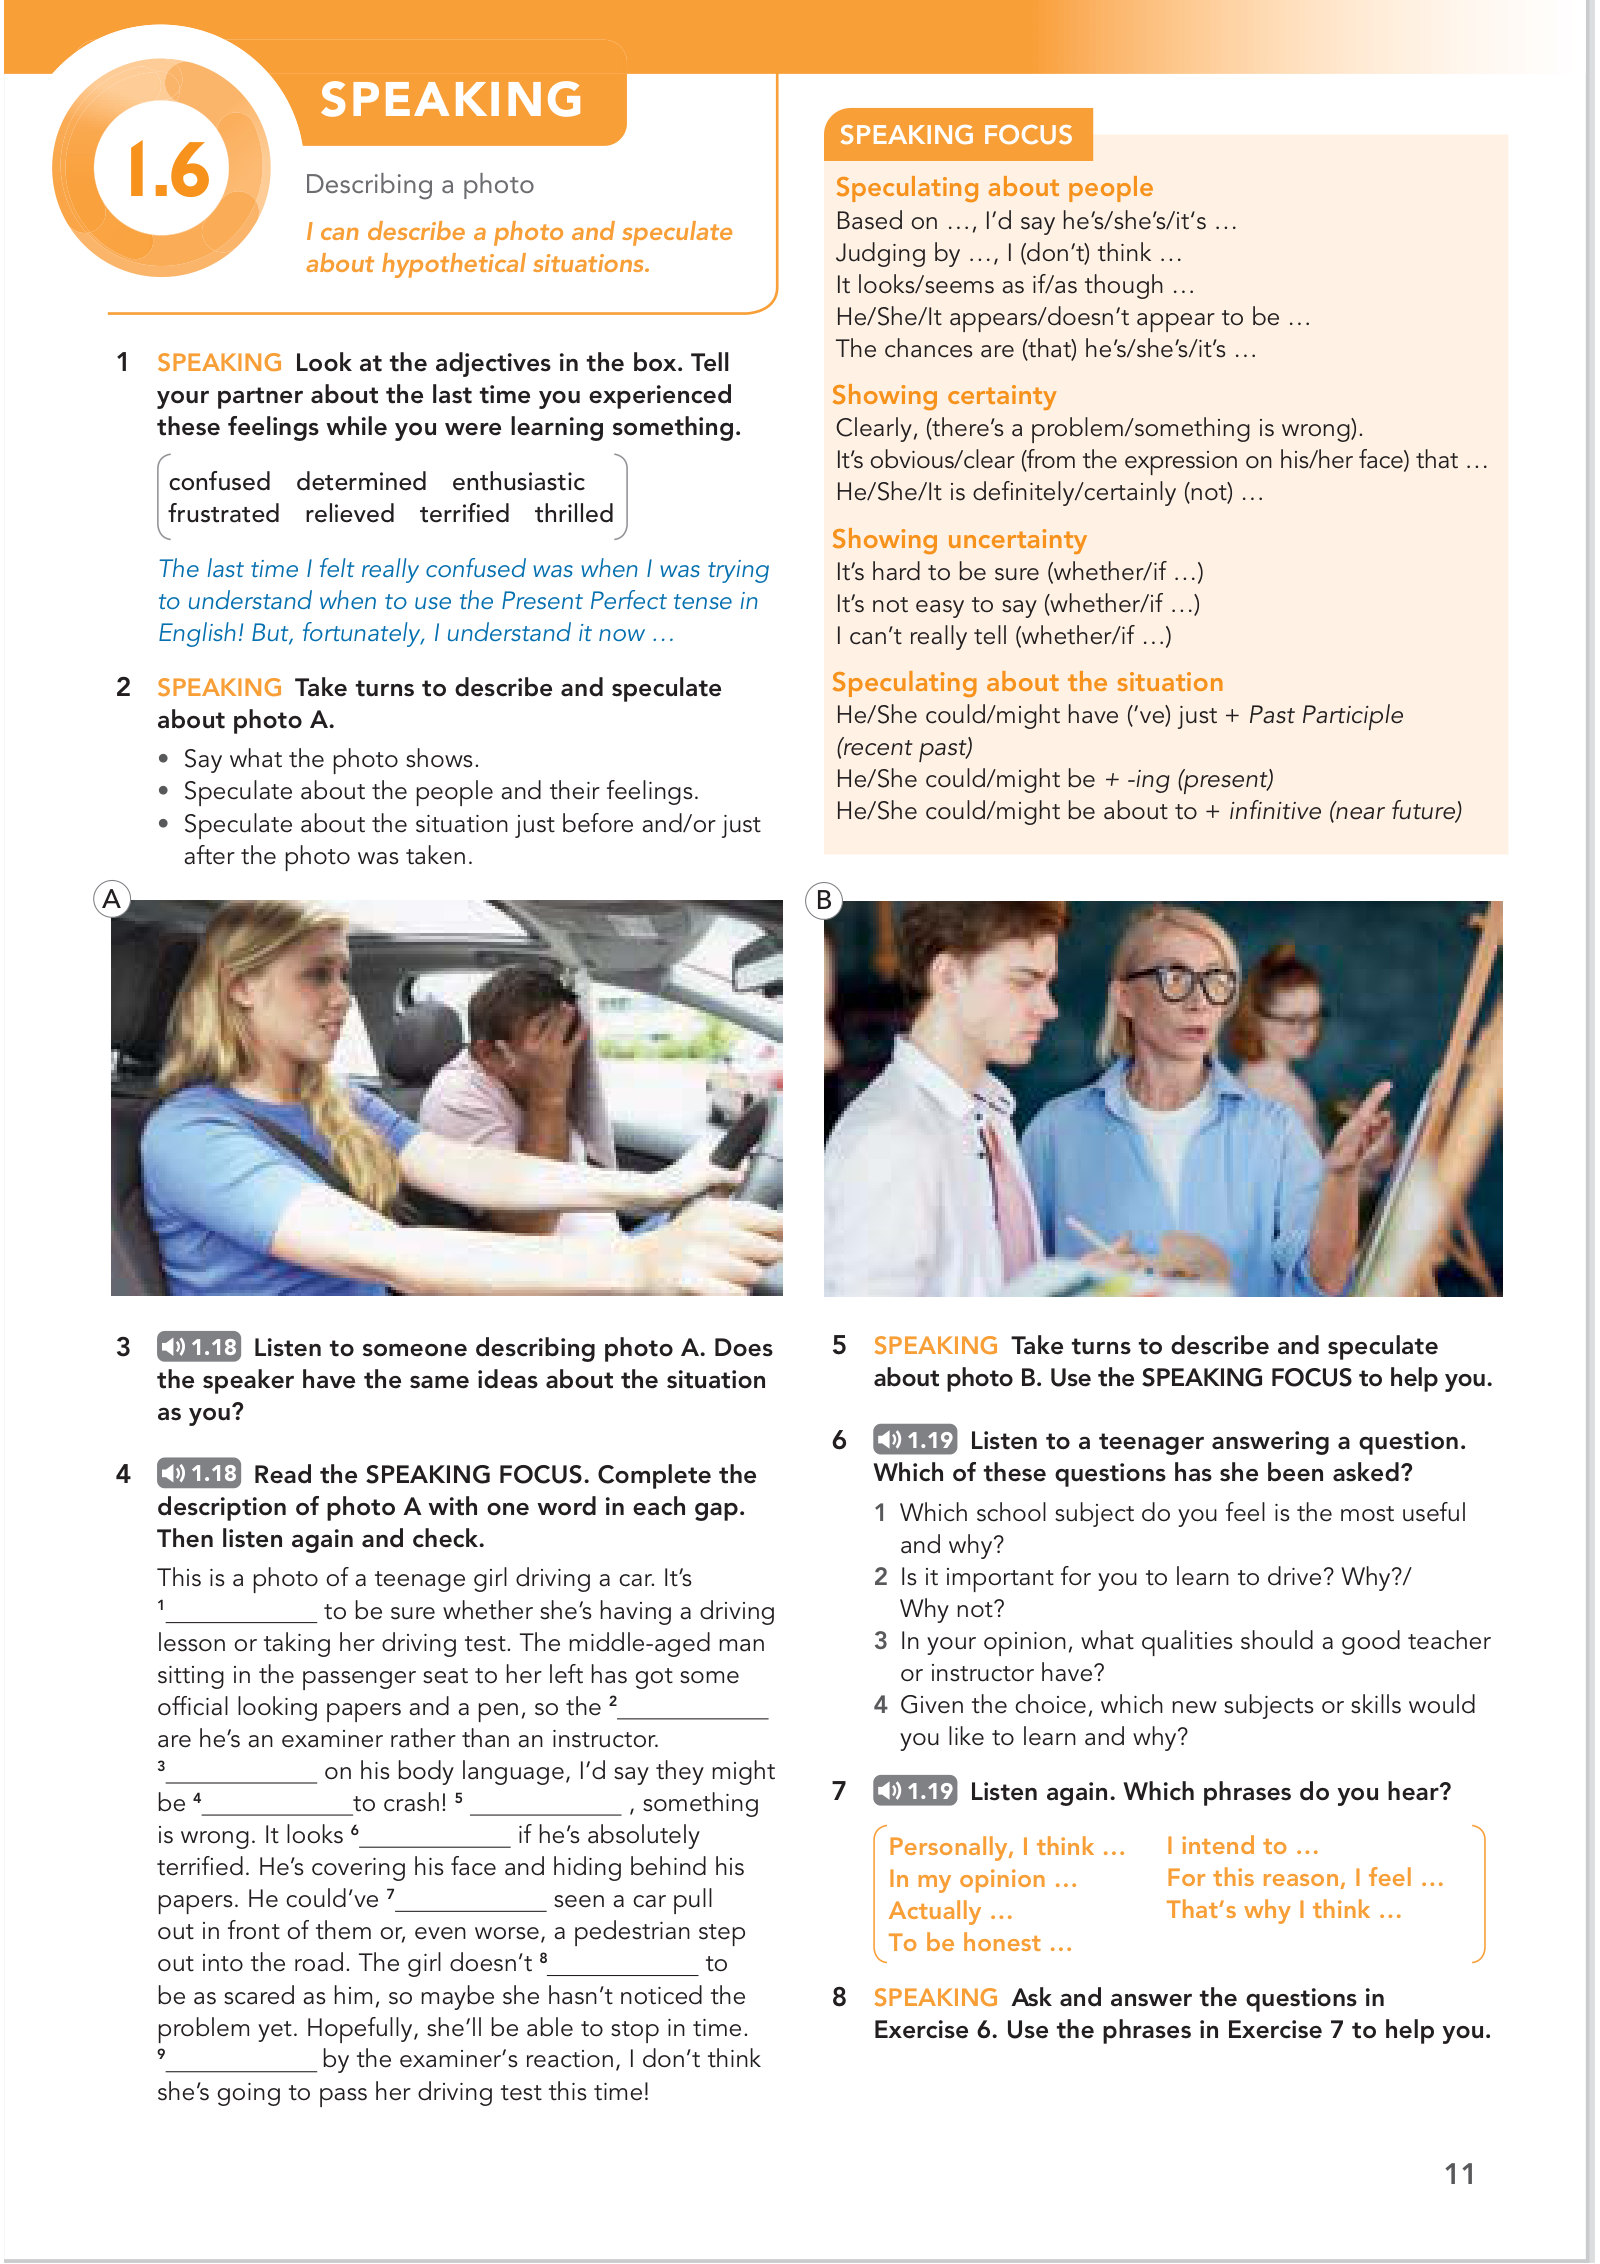 1.6
SPEAKING
Describing a photo
I can describe a photo and speculate
about hypothetical situations.
1 SPEAKING Look at the adjectives in the box. Tell
your partner about the last time you experienced
these feelings while you were learning something.
confused determined enthusiastic
frustrated relieved terrified thrilled
The last time I felt really confused was when I was trying
to understand when to use the Present Perfect tense in
English! But, fortunately, I understand it now …
2 SPEAKING Take turns to describe and speculate
about photo A.
• Say what the photo shows.
• Speculate about the people and their feelings.
• Speculate about the situation just before and/or just
after the photo was taken.
A
3 1.18 Listen to someone describing photo A. Does
the speaker have the same ideas about the situation
as you?
4 1.18 Read the SPEAKING FOCUS. Complete the
description of photo A with one word in each gap.
Then listen again and check.
This is a photo of a teenage girl driving a car. It's
1____________ to be sure whether she's having a driving
lesson or taking her driving test. The middle-aged man
sitting in the passenger seat to her left has got some
official looking papers and a pen, so the 2____________
are he's an examiner rather than an instructor.
3____________ on his body language, I'd say they might
be 4____________to crash! 5 ____________ , something
is wrong. It looks 6____________ if he's absolutely
terrified. He's covering his face and hiding behind his
papers. He could've 7____________ seen a car pull
out in front of them or, even worse, a pedestrian step
out into the road. The girl doesn't 8____________ to
be as scared as him, so maybe she hasn't noticed the
problem yet. Hopefully, she'll be able to stop in time.
9____________ by the examiner's reaction, I don't think
she's going to pass her driving test this time!
SPEAKING FOCUS
Speculating about people
Based on …, I'd say he's/she's/it's …
Judging by …, I (don't) think …
It looks/seems as if/as though …
He/She/It appears/doesn't appear to be …
The chances are (that) he's/she's/it's …
Showing certainty
Clearly, (there's a problem/something is wrong).
It's obvious/clear (from the expression on his/her face) that …
He/She/It is definitely/certainly (not) …
Showing uncertainty
It's hard to be sure (whether/if …)
It's not easy to say (whether/if …)
I can't really tell (whether/if …)
Speculating about the situation
He/She could/might have ('ve) just + Past Participle
(recent past)
He/She could/might be + -ing (present)
He/She could/might be about to + infinitive (near future)
B
5 SPEAKING Take turns to describe and speculate
about photo B. Use the SPEAKING FOCUS to help you.
6 1.19 Listen to a teenager answering a question.
Which of these questions has she been asked?
1 Which school subject do you feel is the most useful
and why?
2 Is it important for you to learn to drive? Why?/
Why not?
3 In your opinion, what qualities should a good teacher
or instructor have?
4 Given the choice, which new subjects or skills would
you like to learn and why?
7 1.19 Listen again. Which phrases do you hear?
Personally, I think … I intend to …
In my opinion … For this reason, I feel …
Actually … That's why I think …
To be honest …
8 SPEAKING Ask and answer the questions in
Exercise 6. Use the phrases in Exercise 7 to help you.
11